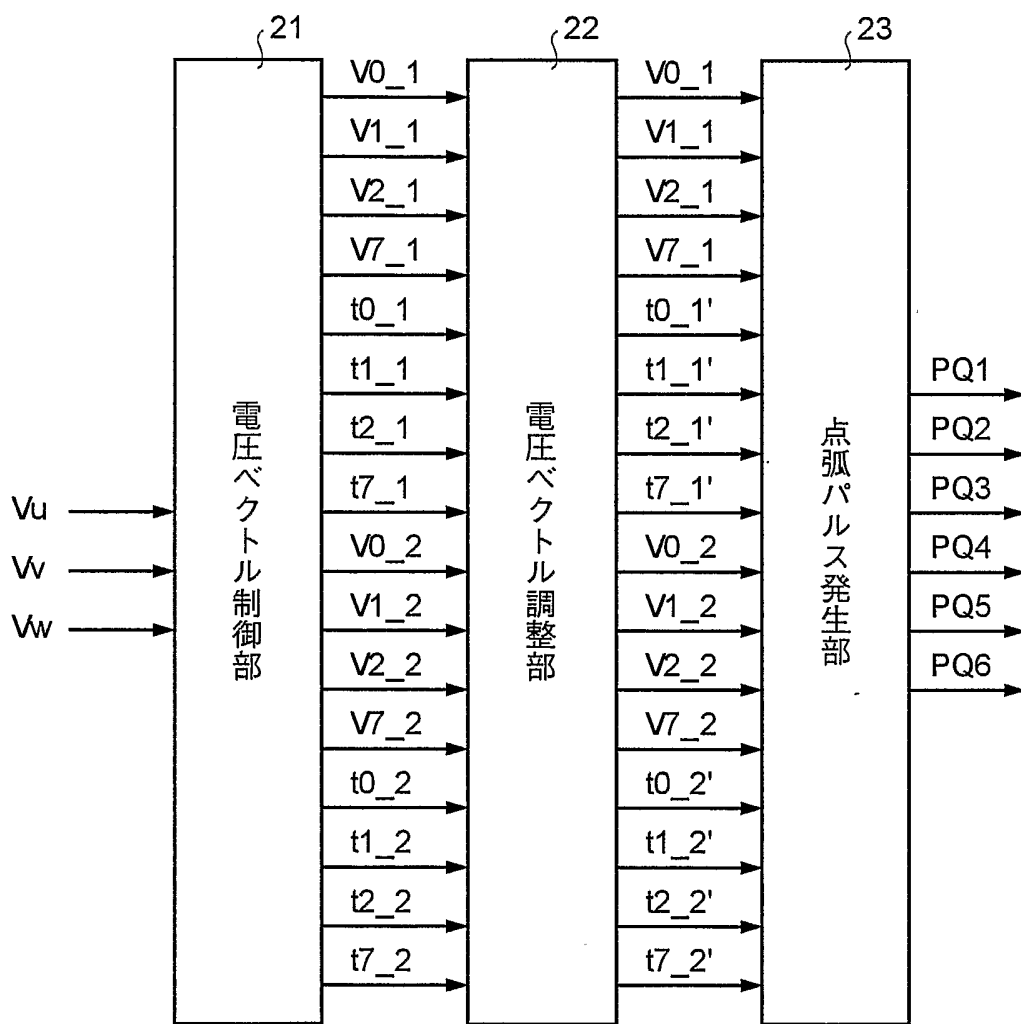 21
22
23
Vu
Vv
Vw
電圧ベクトル制御部
V0_1
V1_1
V2_1
V7_1
t0_1
t1_1
t2_1
t7_1
V0_2
V1_2
V2_2
V7_2
t0_2
t1_2
t2_2
t7_2
電圧ベクトル調整部
V0_1
V1_1
V2_1
V7_1
t0_1'
t1_1'
t2_1'
t7_1'
V0_2
V1_2
V2_2
V7_2
t0_2'
t1_2'
t2_2'
t7_2'
点弧パルス発生部
PQ1
PQ2
PQ3
PQ4
PQ5
PQ6